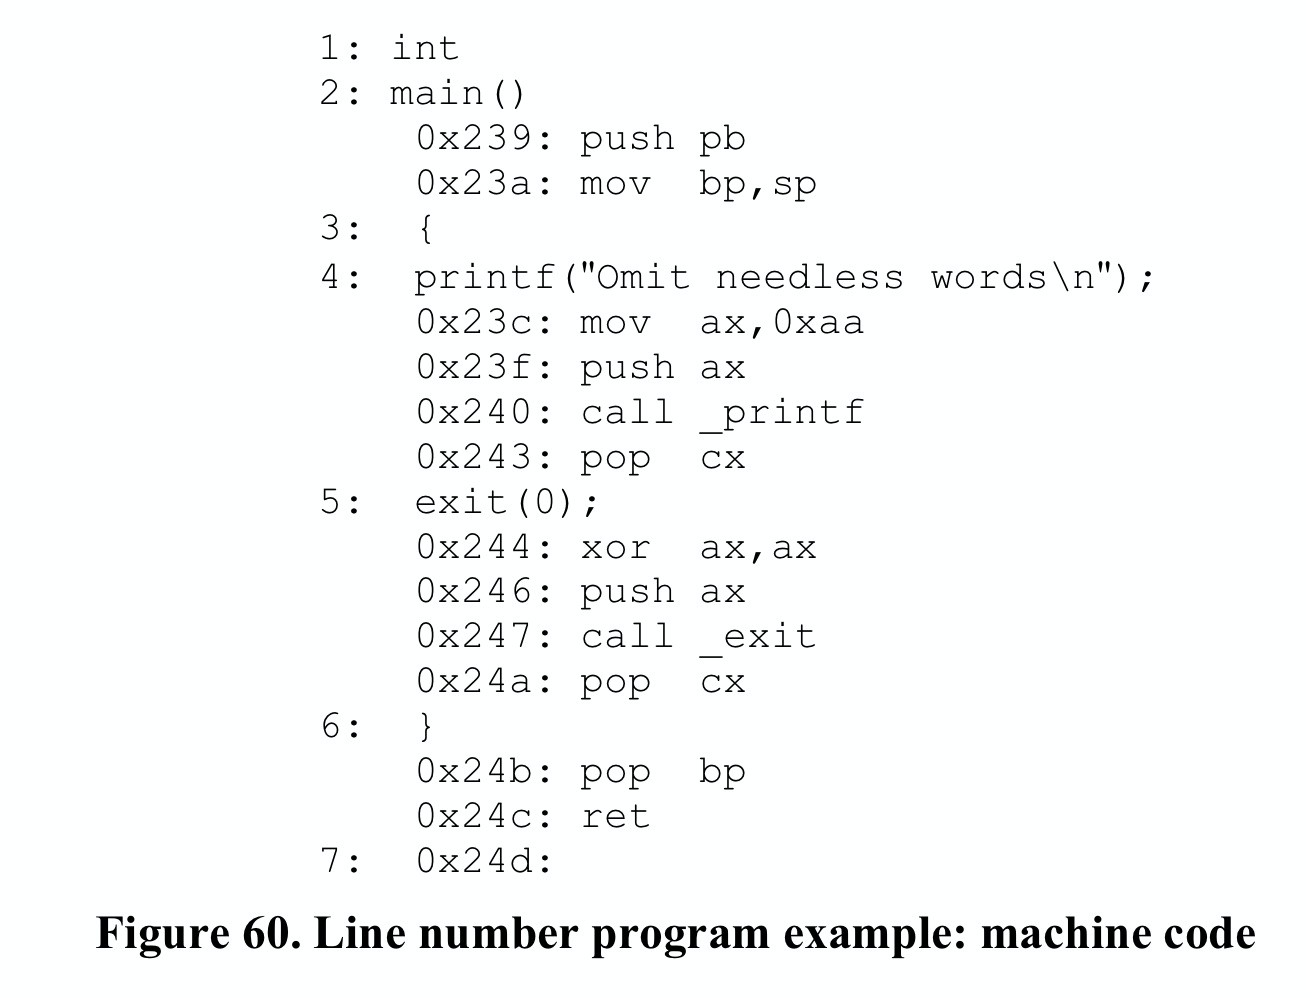 1: int
2: main()
0x239: push pb
0x23a: mov bp,sp
3: {
4: printf("Omit needless words\n");
0x23c: mov ax,0xaa
0x23f: push ax
0x240: call _printf
0x243: pop cx
5: exit(0);
0x244: xor ax,ax
0x246: push ax
0x247: call _exit
0x24a: pop cx
6: }
0x24b: pop bp
0x24c: ret
7: 0x24d:
Figure 60. Line number program example: machine code